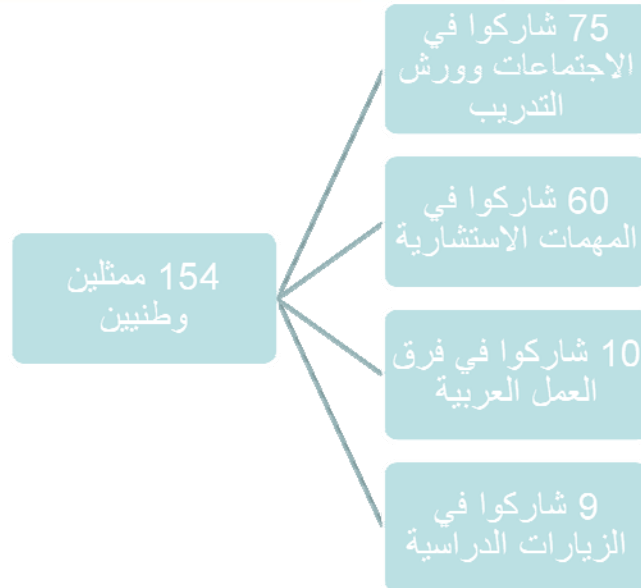 154 ممثلين
وطنيين
75 شاركوا في
الاجتماعات وورش
التدريب
60 شاركوا في
المهمات الاستشارية
10 شاركوا في فرق
العمل العربية
9 شاركوا في
الزيارات الدراسية